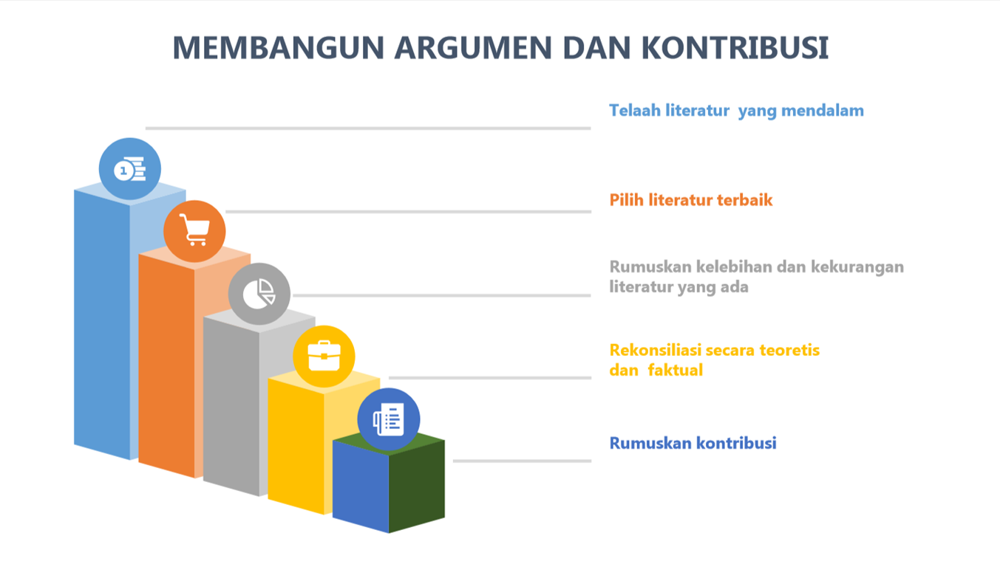 MEMBANGUN ARGUMEN DAN KONTRIBUSI
Telaah literatur  yang mendalam
1
Pilih literatur terbaik
Rumuskan kelebihan dan kekurangan
literatur yang ada
Rekonsiliasi secara teoretis
dan  faktual
Rumuskan kontribusi